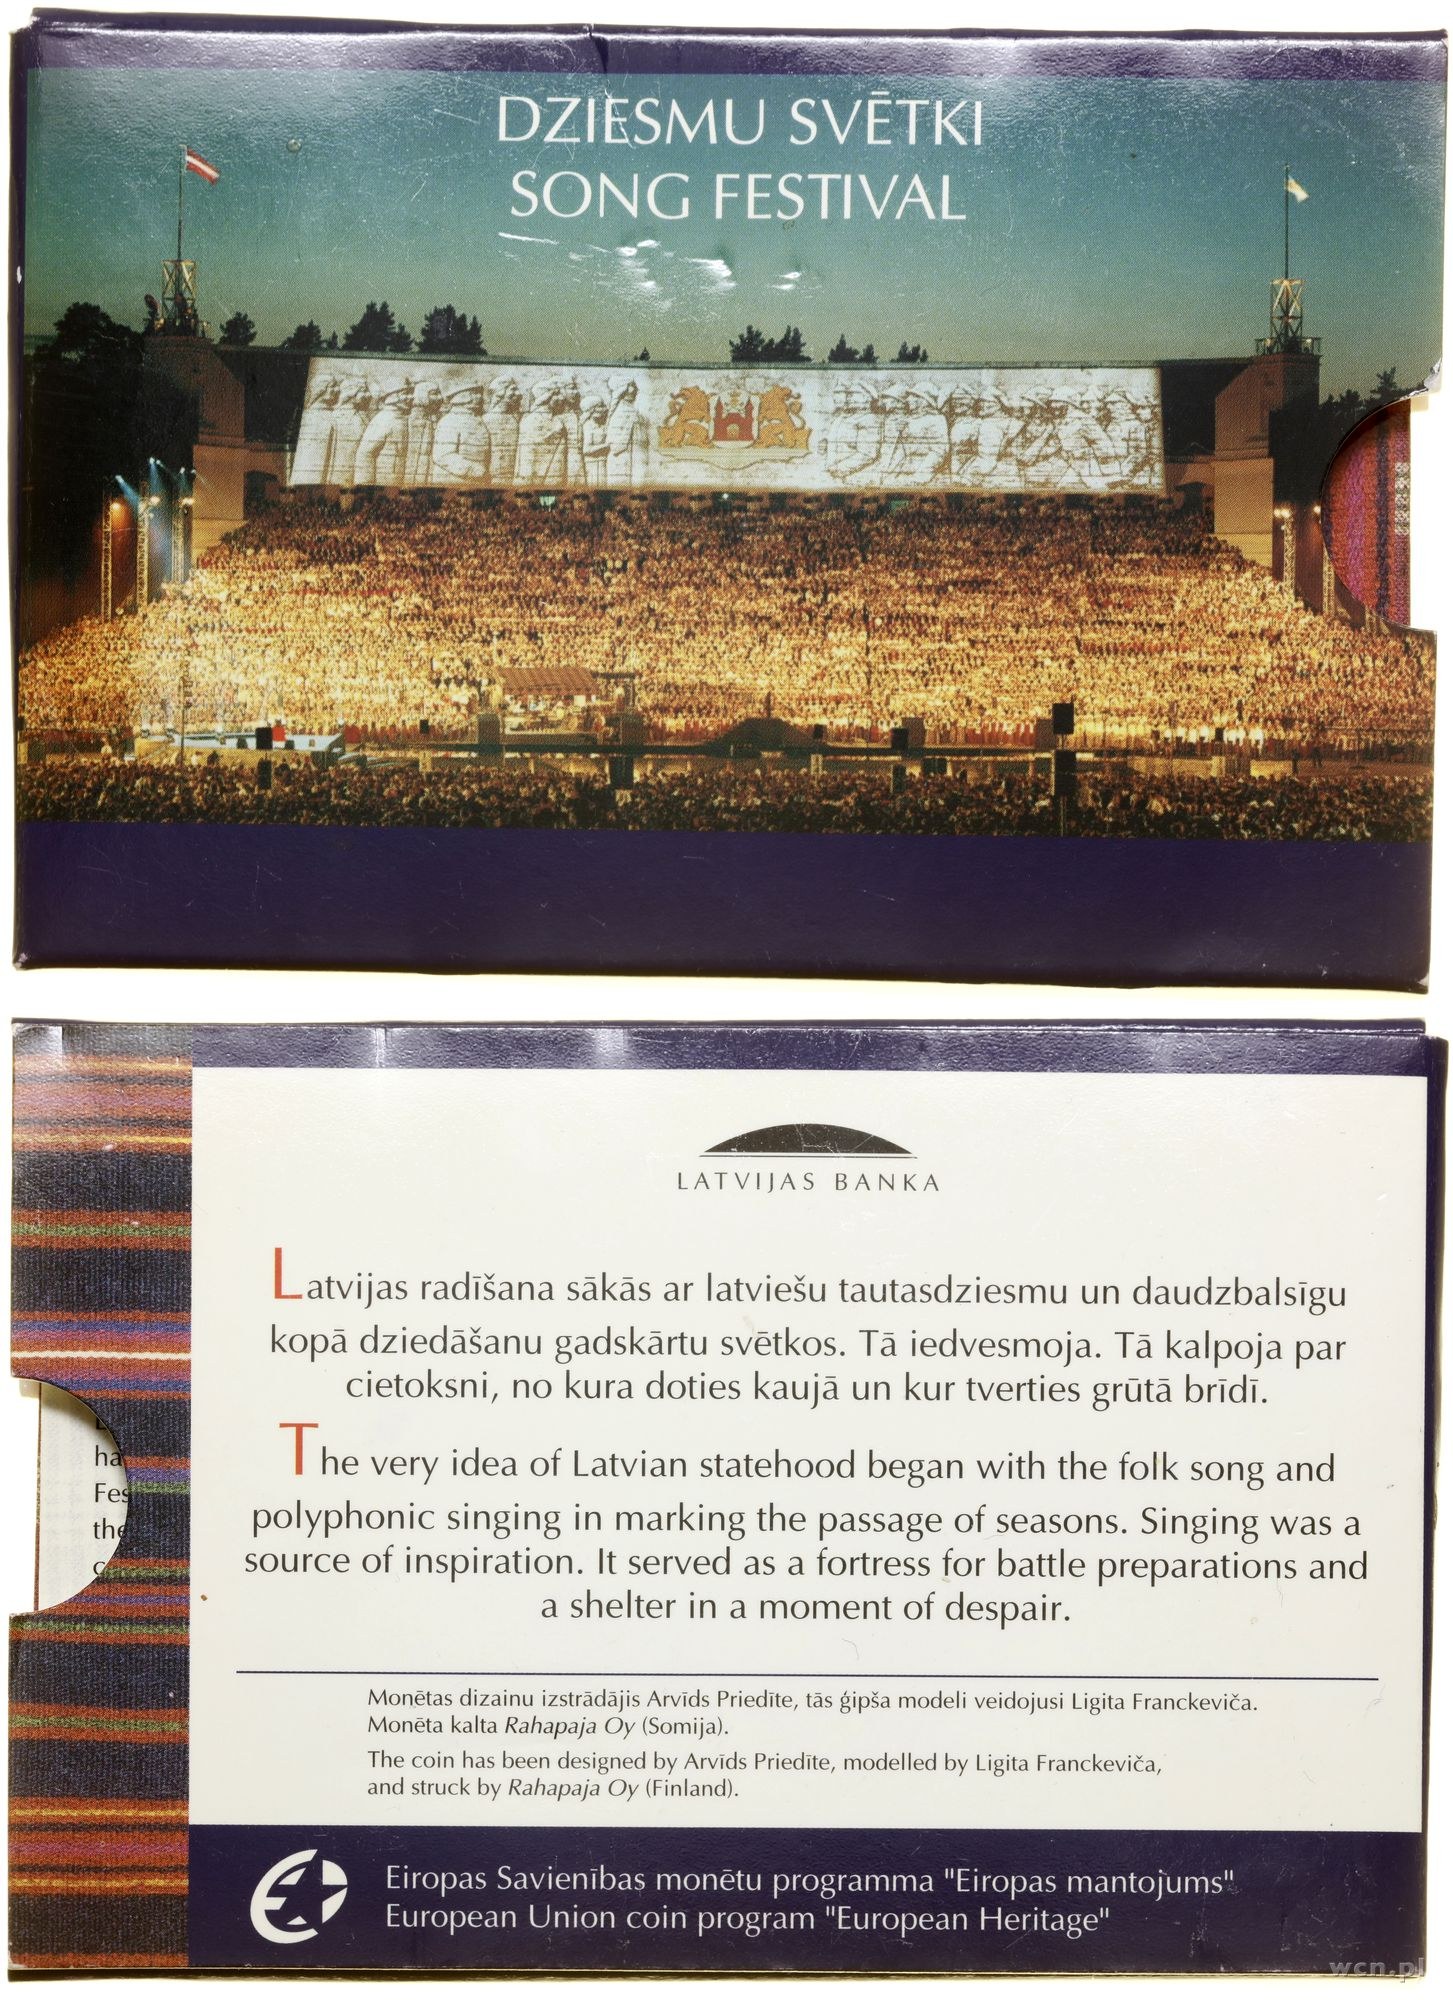 DZIESMU SVĒTKI
SONG FESTIVAL
LATVIJAS BANKA
Latvijas radīšana sākās ar latviešu tautasdziesmu un daudzbalsīgu
kopā dziedāšanu gadskārtu svētkos. Tā iedvesmoja. Tā kalpoja par
cietoksni, no kura doties kaujā un kur tverties grūtā brīdī.
The very idea of Latvian statehood began with the folk song and
polyphonic singing in marking the passage of seasons. Singing was a
source of inspiration. It served as a fortress for battle preparations and
a shelter in a moment of despair.
ha
Fes
the
Monētas dizainu izstrādājis Arvīds Priedīte, tās ģipša modeli veidojusi Ligita Franckeviča.
Monēta kalta Rahapaja Oy (Somija).
The coin has been designed by Arvīds Priedīte, modelled by Ligita Franckeviča,
and struck by Rahapaja Oy (Finland).
Eiropas Savienības monētu programma "Eiropas mantojums"
European Union coin program "European Heritage"
wcn.pl